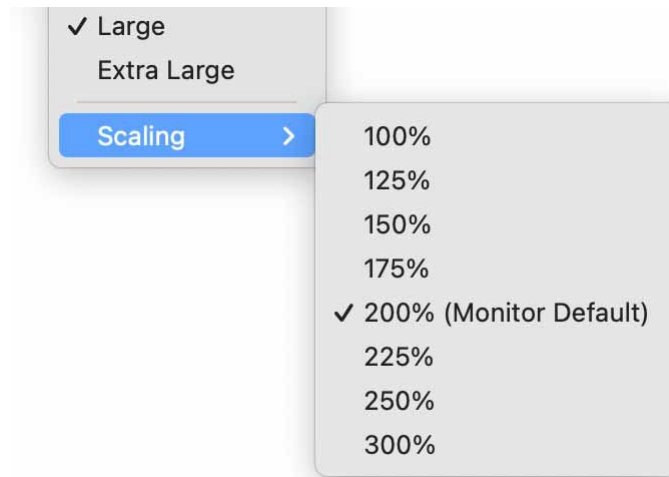 ✓ Large
Extra Large
Scaling >
100%
125%
150%
175%
✓ 200% (Monitor Default)
225%
250%
300%